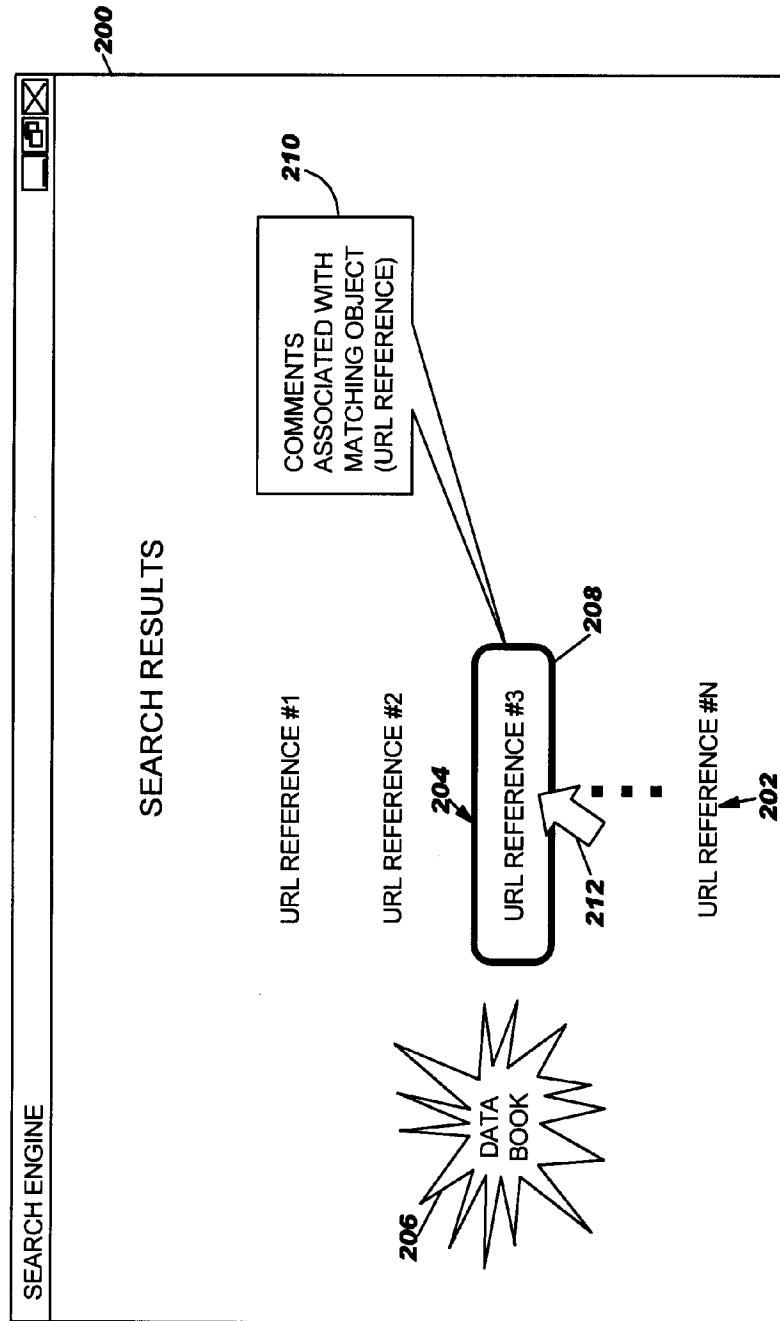 SEARCH ENGINE
200
SEARCH RESULTS
210
COMMENTS
ASSOCIATED WITH
MATCHING OBJECT
(URL REFERENCE)
URL REFERENCE #1
URL REFERENCE #2
204
206
DATA
BOOK
URL REFERENCE #3
208
212
URL REFERENCE #N
202